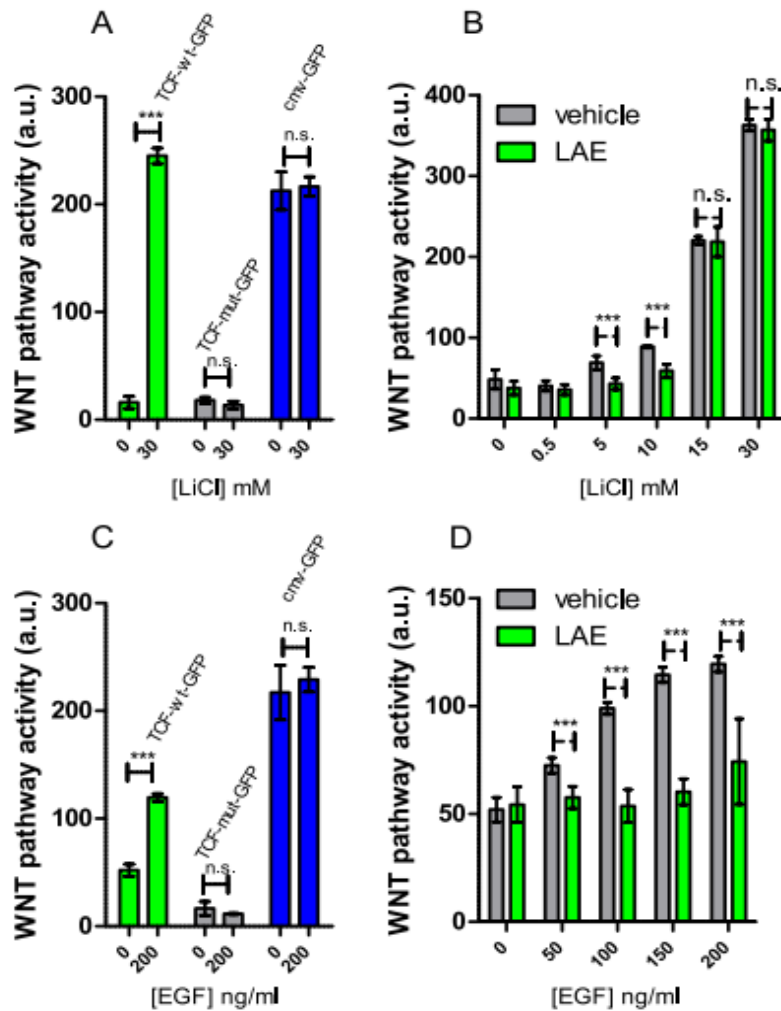 A
TCF-wt-GFP
cmv-GFP
WNT pathway activity (a.u.)
300
200
100
0
***
TCF-mut-GFP
n.s.
n.s.
0
30
0
30
0
30
[LiCl] mM
B
vehicle
LAE
WNT pathway activity (a.u.)
400
300
200
100
0
***
***
n.s.
n.s.
0
0.5
5
10
15
30
[LiCl] mM
C
TCF-wt-GFP
cmv-GFP
WNT pathway activity (a.u.)
300
200
100
0
***
TCF-mut-GFP
n.s.
n.s.
0
200
0
200
0
200
[EGF] ng/ml
D
vehicle
LAE
WNT pathway activity (a.u.)
150
100
50
0
***
***
***
***
0
50
100
150
200
[EGF] ng/ml